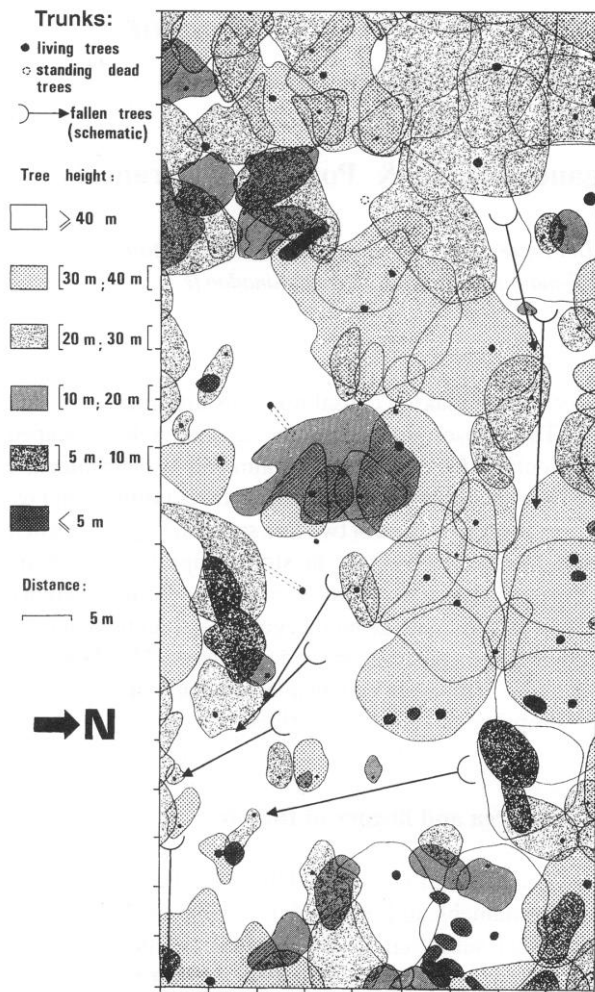 Trunks:
living trees
standing dead
trees
fallen trees
(schematic)
Tree height:
⩾ 40 m
[30 m ; 40 m[
[20 m ; 30 m[
[10 m ; 20 m[
] 5 m ; 10 m[
⩽ 5 m
Distance:
5 m
N